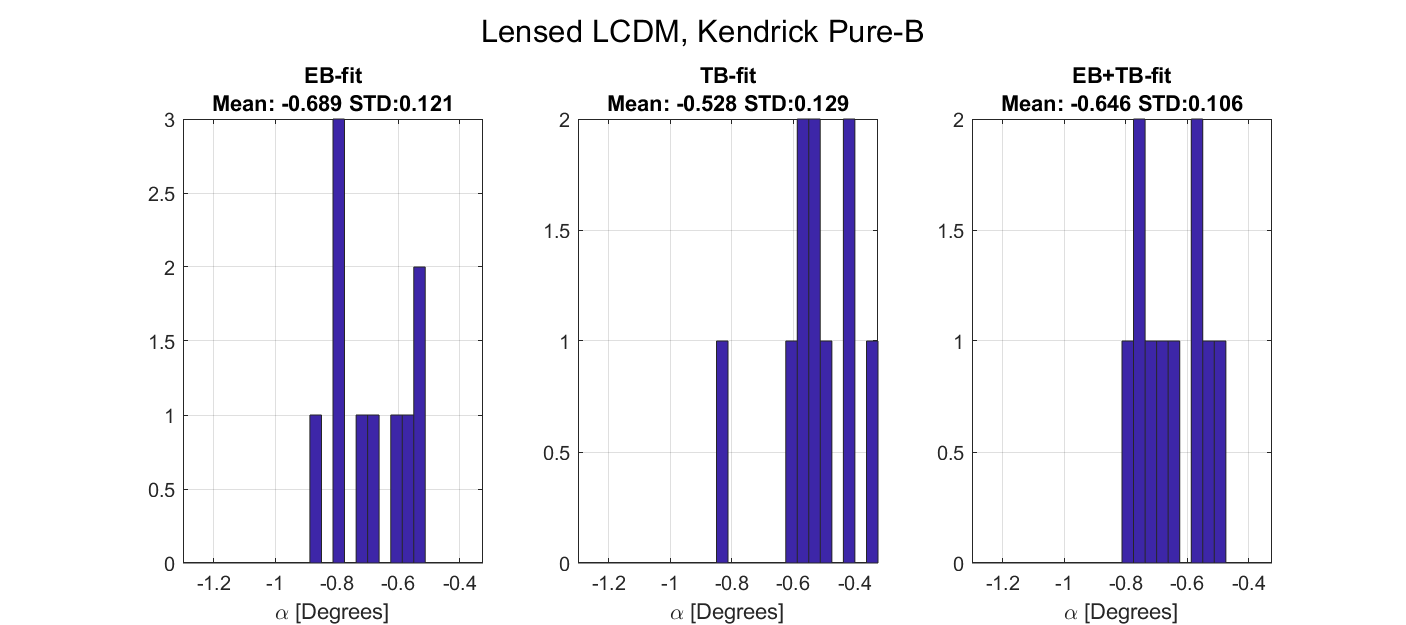 Lensed LCDM, Kendrick Pure-B
EB-fit
Mean: -0.689 STD:0.121
3
2.5
2
1.5
1
0.5
0
-1.2 -1 -0.8 -0.6 -0.4
α [Degrees]
TB-fit
Mean: -0.528 STD:0.129
2
1.5
1
0.5
0
-1.2 -1 -0.8 -0.6 -0.4
α [Degrees]
EB+TB-fit
Mean: -0.646 STD:0.106
2
1.5
1
0.5
0
-1.2 -1 -0.8 -0.6 -0.4
α [Degrees]